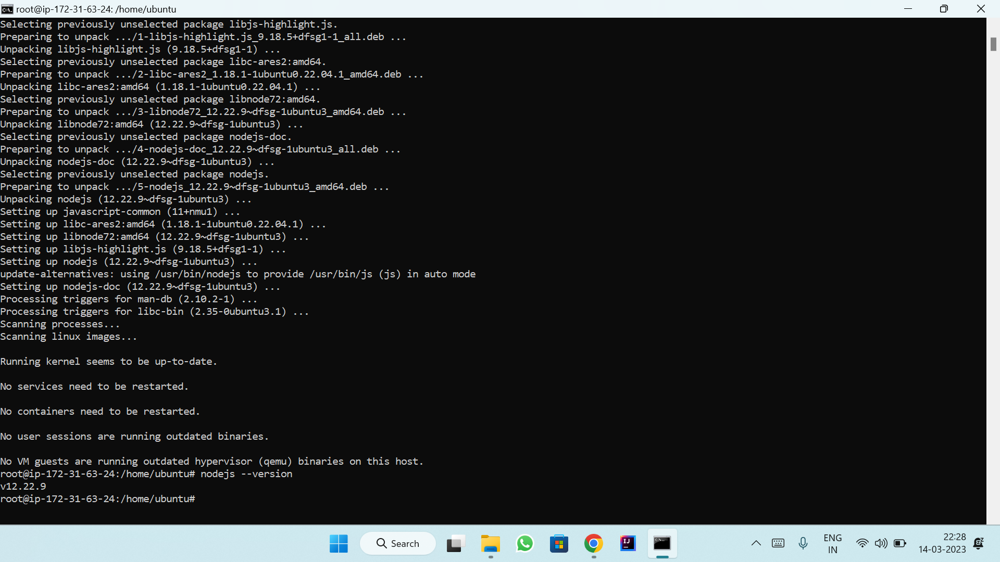 root@ip-172-31-63-24: /home/ubuntu
Selecting previously unselected package libjs-highlight.js.
Preparing to unpack .../1-libjs-highlight.js_9.18.5+dfsg1-1_all.deb ...
Unpacking libjs-highlight.js (9.18.5+dfsg1-1) ...
Selecting previously unselected package libc-ares2:amd64.
Preparing to unpack .../2-libc-ares2_1.18.1-1ubuntu0.22.04.1_amd64.deb ...
Unpacking libc-ares2:amd64 (1.18.1-1ubuntu0.22.04.1) ...
Selecting previously unselected package libnode72:amd64.
Preparing to unpack .../3-libnode72_12.22.9~dfsg-1ubuntu3_amd64.deb ...
Unpacking libnode72:amd64 (12.22.9~dfsg-1ubuntu3) ...
Selecting previously unselected package nodejs-doc.
Preparing to unpack .../4-nodejs-doc_12.22.9~dfsg-1ubuntu3_all.deb ...
Unpacking nodejs-doc (12.22.9~dfsg-1ubuntu3) ...
Selecting previously unselected package nodejs.
Preparing to unpack .../5-nodejs_12.22.9~dfsg-1ubuntu3_amd64.deb ...
Unpacking nodejs (12.22.9~dfsg-1ubuntu3) ...
Setting up javascript-common (11+nmu1) ...
Setting up libc-ares2:amd64 (1.18.1-1ubuntu0.22.04.1) ...
Setting up libnode72:amd64 (12.22.9~dfsg-1ubuntu3) ...
Setting up libjs-highlight.js (9.18.5+dfsg1-1) ...
Setting up nodejs (12.22.9~dfsg-1ubuntu3) ...
update-alternatives: using /usr/bin/nodejs to provide /usr/bin/js (js) in auto mode
Setting up nodejs-doc (12.22.9~dfsg-1ubuntu3) ...
Processing triggers for man-db (2.10.2-1) ...
Processing triggers for libc-bin (2.35-0ubuntu3.1) ...
Scanning processes...
Scanning linux images...
Running kernel seems to be up-to-date.
No services need to be restarted.
No containers need to be restarted.
No user sessions are running outdated binaries.
No VM guests are running outdated hypervisor (qemu) binaries on this host.
root@ip-172-31-63-24:/home/ubuntu# nodejs --version
v12.22.9
root@ip-172-31-63-24:/home/ubuntu#
Search
IJ
ENG
IN
22:28
14-03-2023